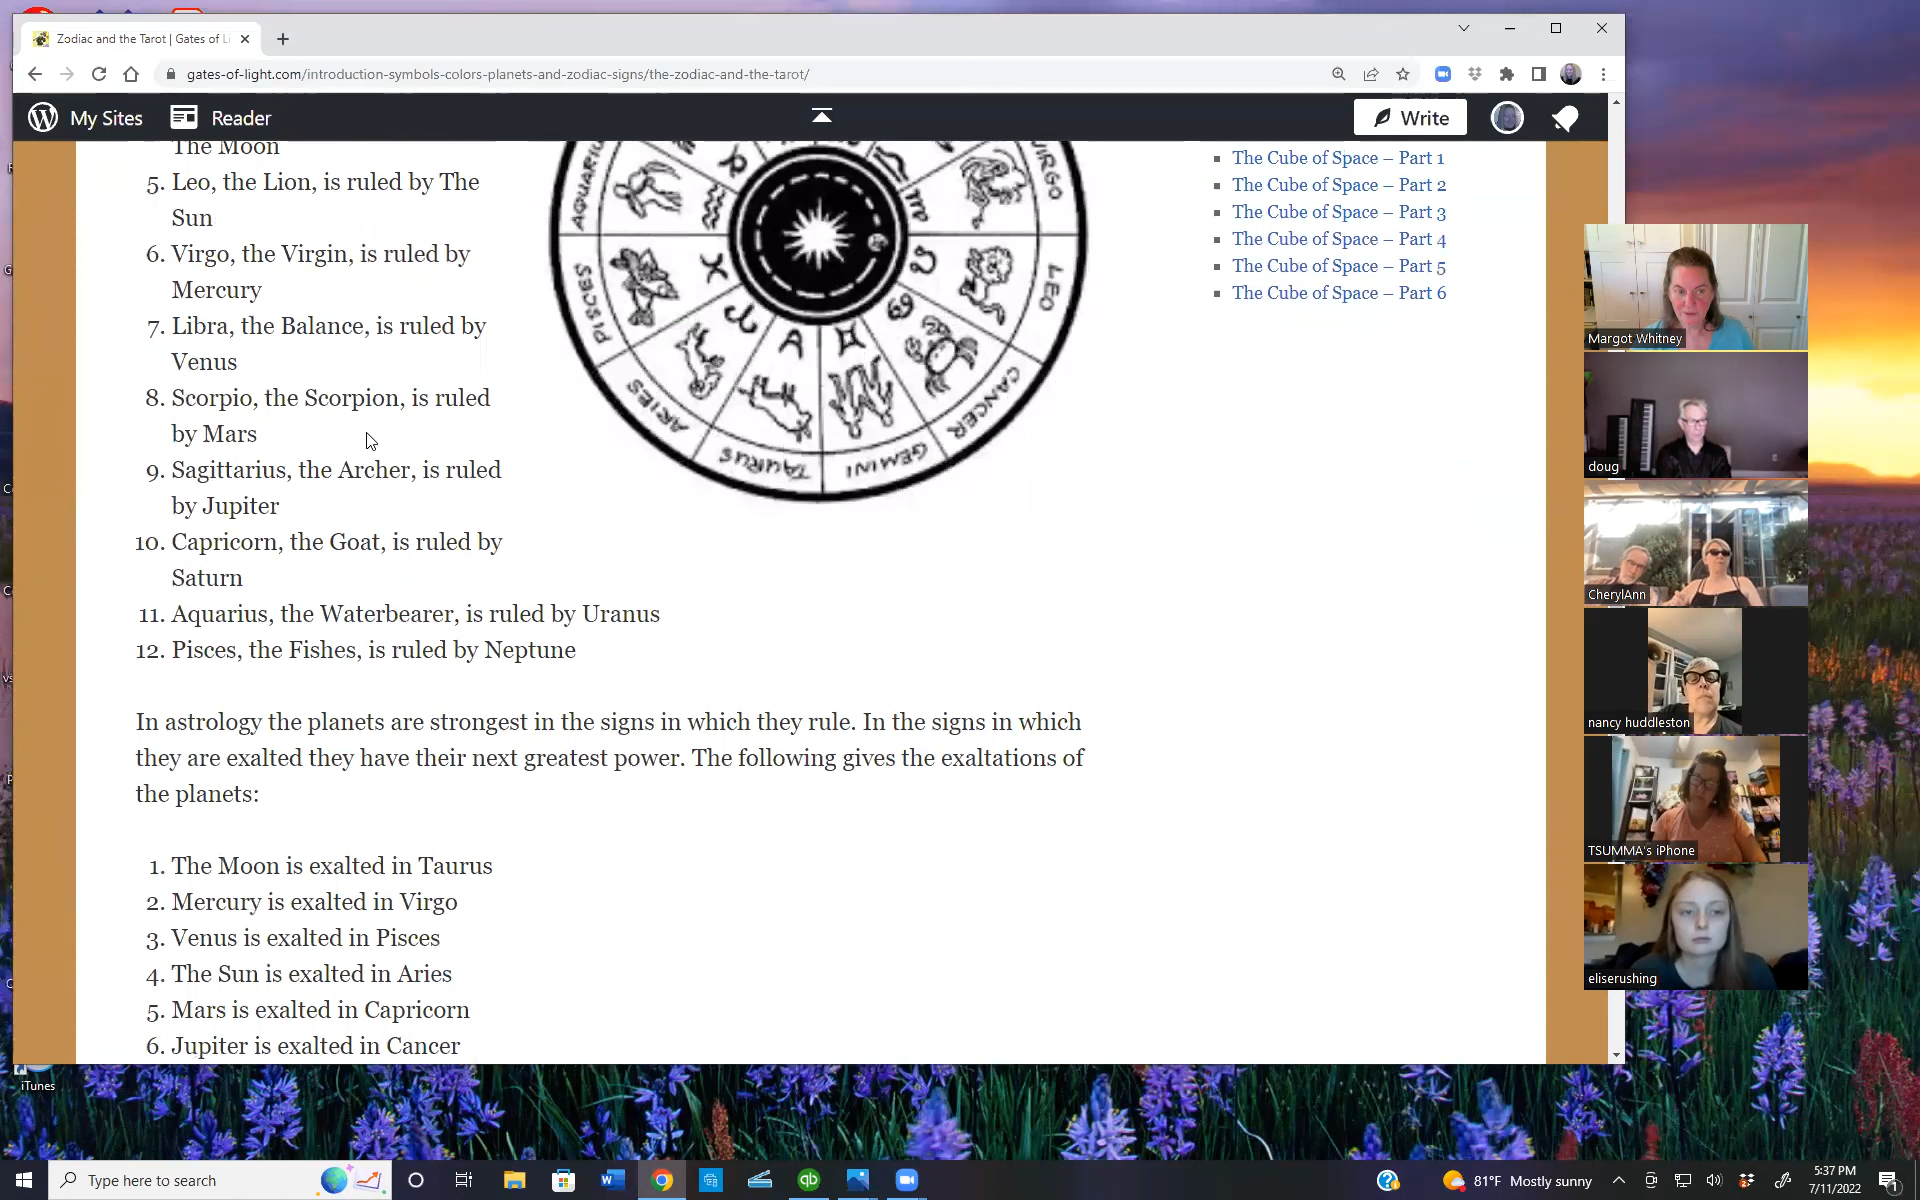 Zodiac and the Tarot | Gates of Li
gates-of-light.com/introduction-symbols-colors-planets-and-zodiac-signs/the-zodiac-and-the-tarot/
My Sites
Reader
Write
The Moon
5. Leo, the Lion, is ruled by The
Sun
6. Virgo, the Virgin, is ruled by
Mercury
7. Libra, the Balance, is ruled by
Venus
8. Scorpio, the Scorpion, is ruled
by Mars
9. Sagittarius, the Archer, is ruled
by Jupiter
10. Capricorn, the Goat, is ruled by
Saturn
11. Aquarius, the Waterbearer, is ruled by Uranus
12. Pisces, the Fishes, is ruled by Neptune
AQUARIUS
PISCES
ARIES
TAURUS
GEMINI
CANCER
LEO
VIRGO
The Cube of Space – Part 1
The Cube of Space – Part 2
The Cube of Space – Part 3
The Cube of Space – Part 4
The Cube of Space – Part 5
The Cube of Space – Part 6
In astrology the planets are strongest in the signs in which they rule. In the signs in which
they are exalted they have their next greatest power. The following gives the exaltations of
the planets:
1. The Moon is exalted in Taurus
2. Mercury is exalted in Virgo
3. Venus is exalted in Pisces
4. The Sun is exalted in Aries
5. Mars is exalted in Capricorn
6. Jupiter is exalted in Cancer
Margot Whitney
doug
CherylAnn
nancy huddleston
TSUMMA's iPhone
eliserushing
iTunes
Type here to search
81°F Mostly sunny
5:37 PM
7/11/2022
1